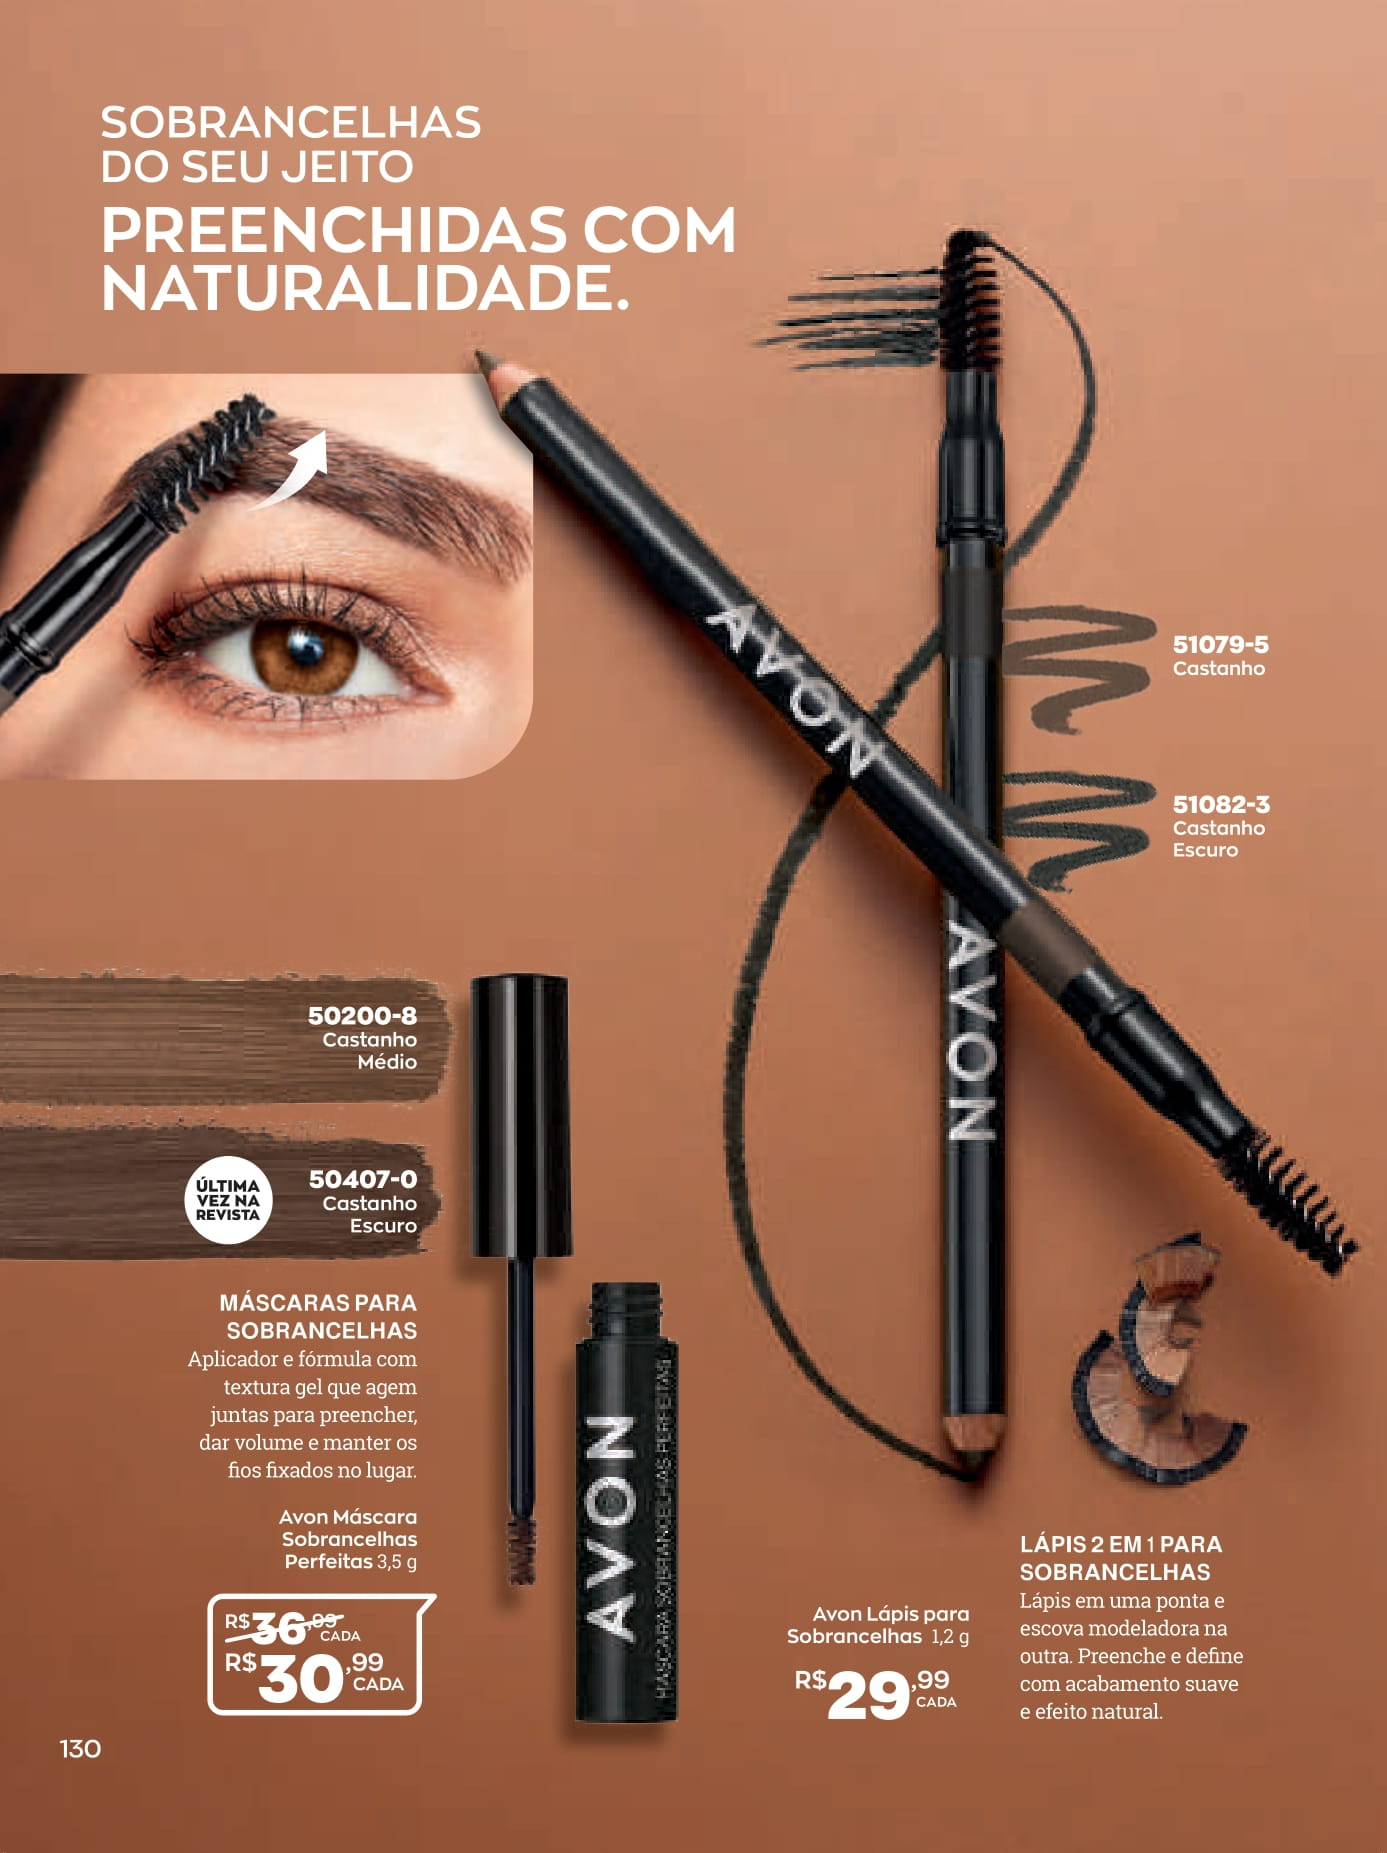 SOBRANCELHAS
DO SEU JEITO
PREENCHIDAS COM
NATURALIDADE.
AVON
AVON
51079-5
Castanho
51082-3
Castanho
Escuro
50200-8
Castanho
Médio
ÚLTIMA
VEZ NA
REVISTA
50407-0
Castanho
Escuro
MÁSCARAS PARA
SOBRANCELHAS
Aplicador e fórmula com
textura gel que agem
juntas para preencher,
dar volume e manter os
fios fixados no lugar.
Avon Máscara
Sobrancelhas
Perfeitas 3,5 g
R$36,99 CADA
R$30,99 CADA
AVON
MÁSCARA SOBRANCELHAS PERFEITAS
Avon Lápis para
Sobrancelhas 1,2 g
R$29,99 CADA
LÁPIS 2 EM 1 PARA
SOBRANCELHAS
Lápis em uma ponta e
escova modeladora na
outra. Preenche e define
com acabamento suave
e efeito natural.
130